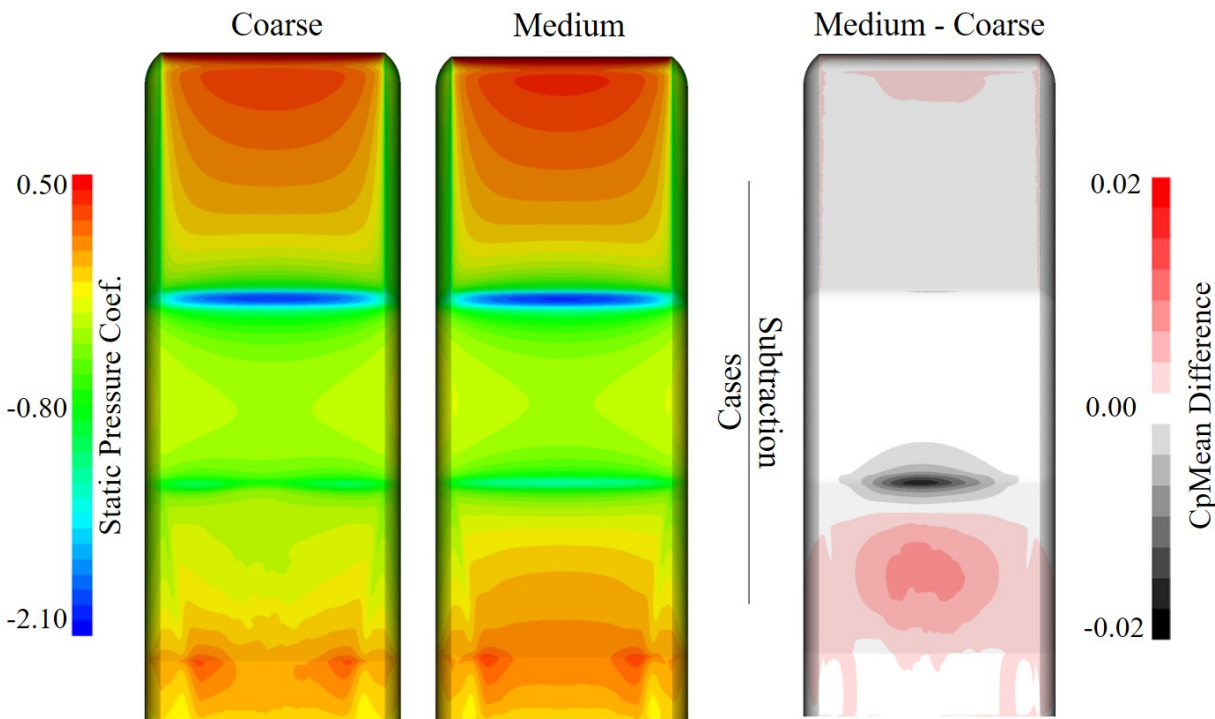 Coarse
Medium
Medium - Coarse
0.50
-0.80
-2.10
Static Pressure Coef.
Cases
Subtraction
0.02
0.00
-0.02
CpMean Difference